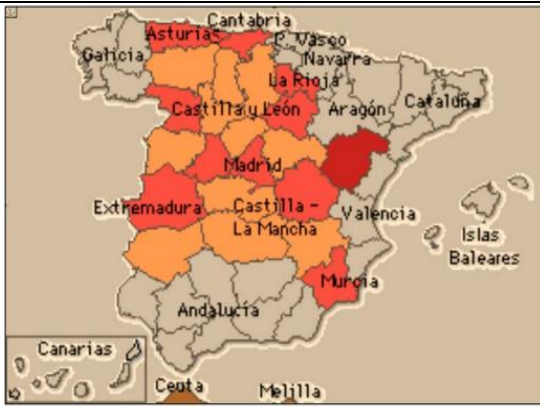 Cantabria
Asturias
P. Vasco
Galicia
Navarra
La Rioja
Castilla y León
Aragón
Cataluña
Madrid
Extremadura
Castilla -
La Mancha
Valencia
Islas
Baleares
Murcia
Andalucía
Canarias
Ceuta
Melilla